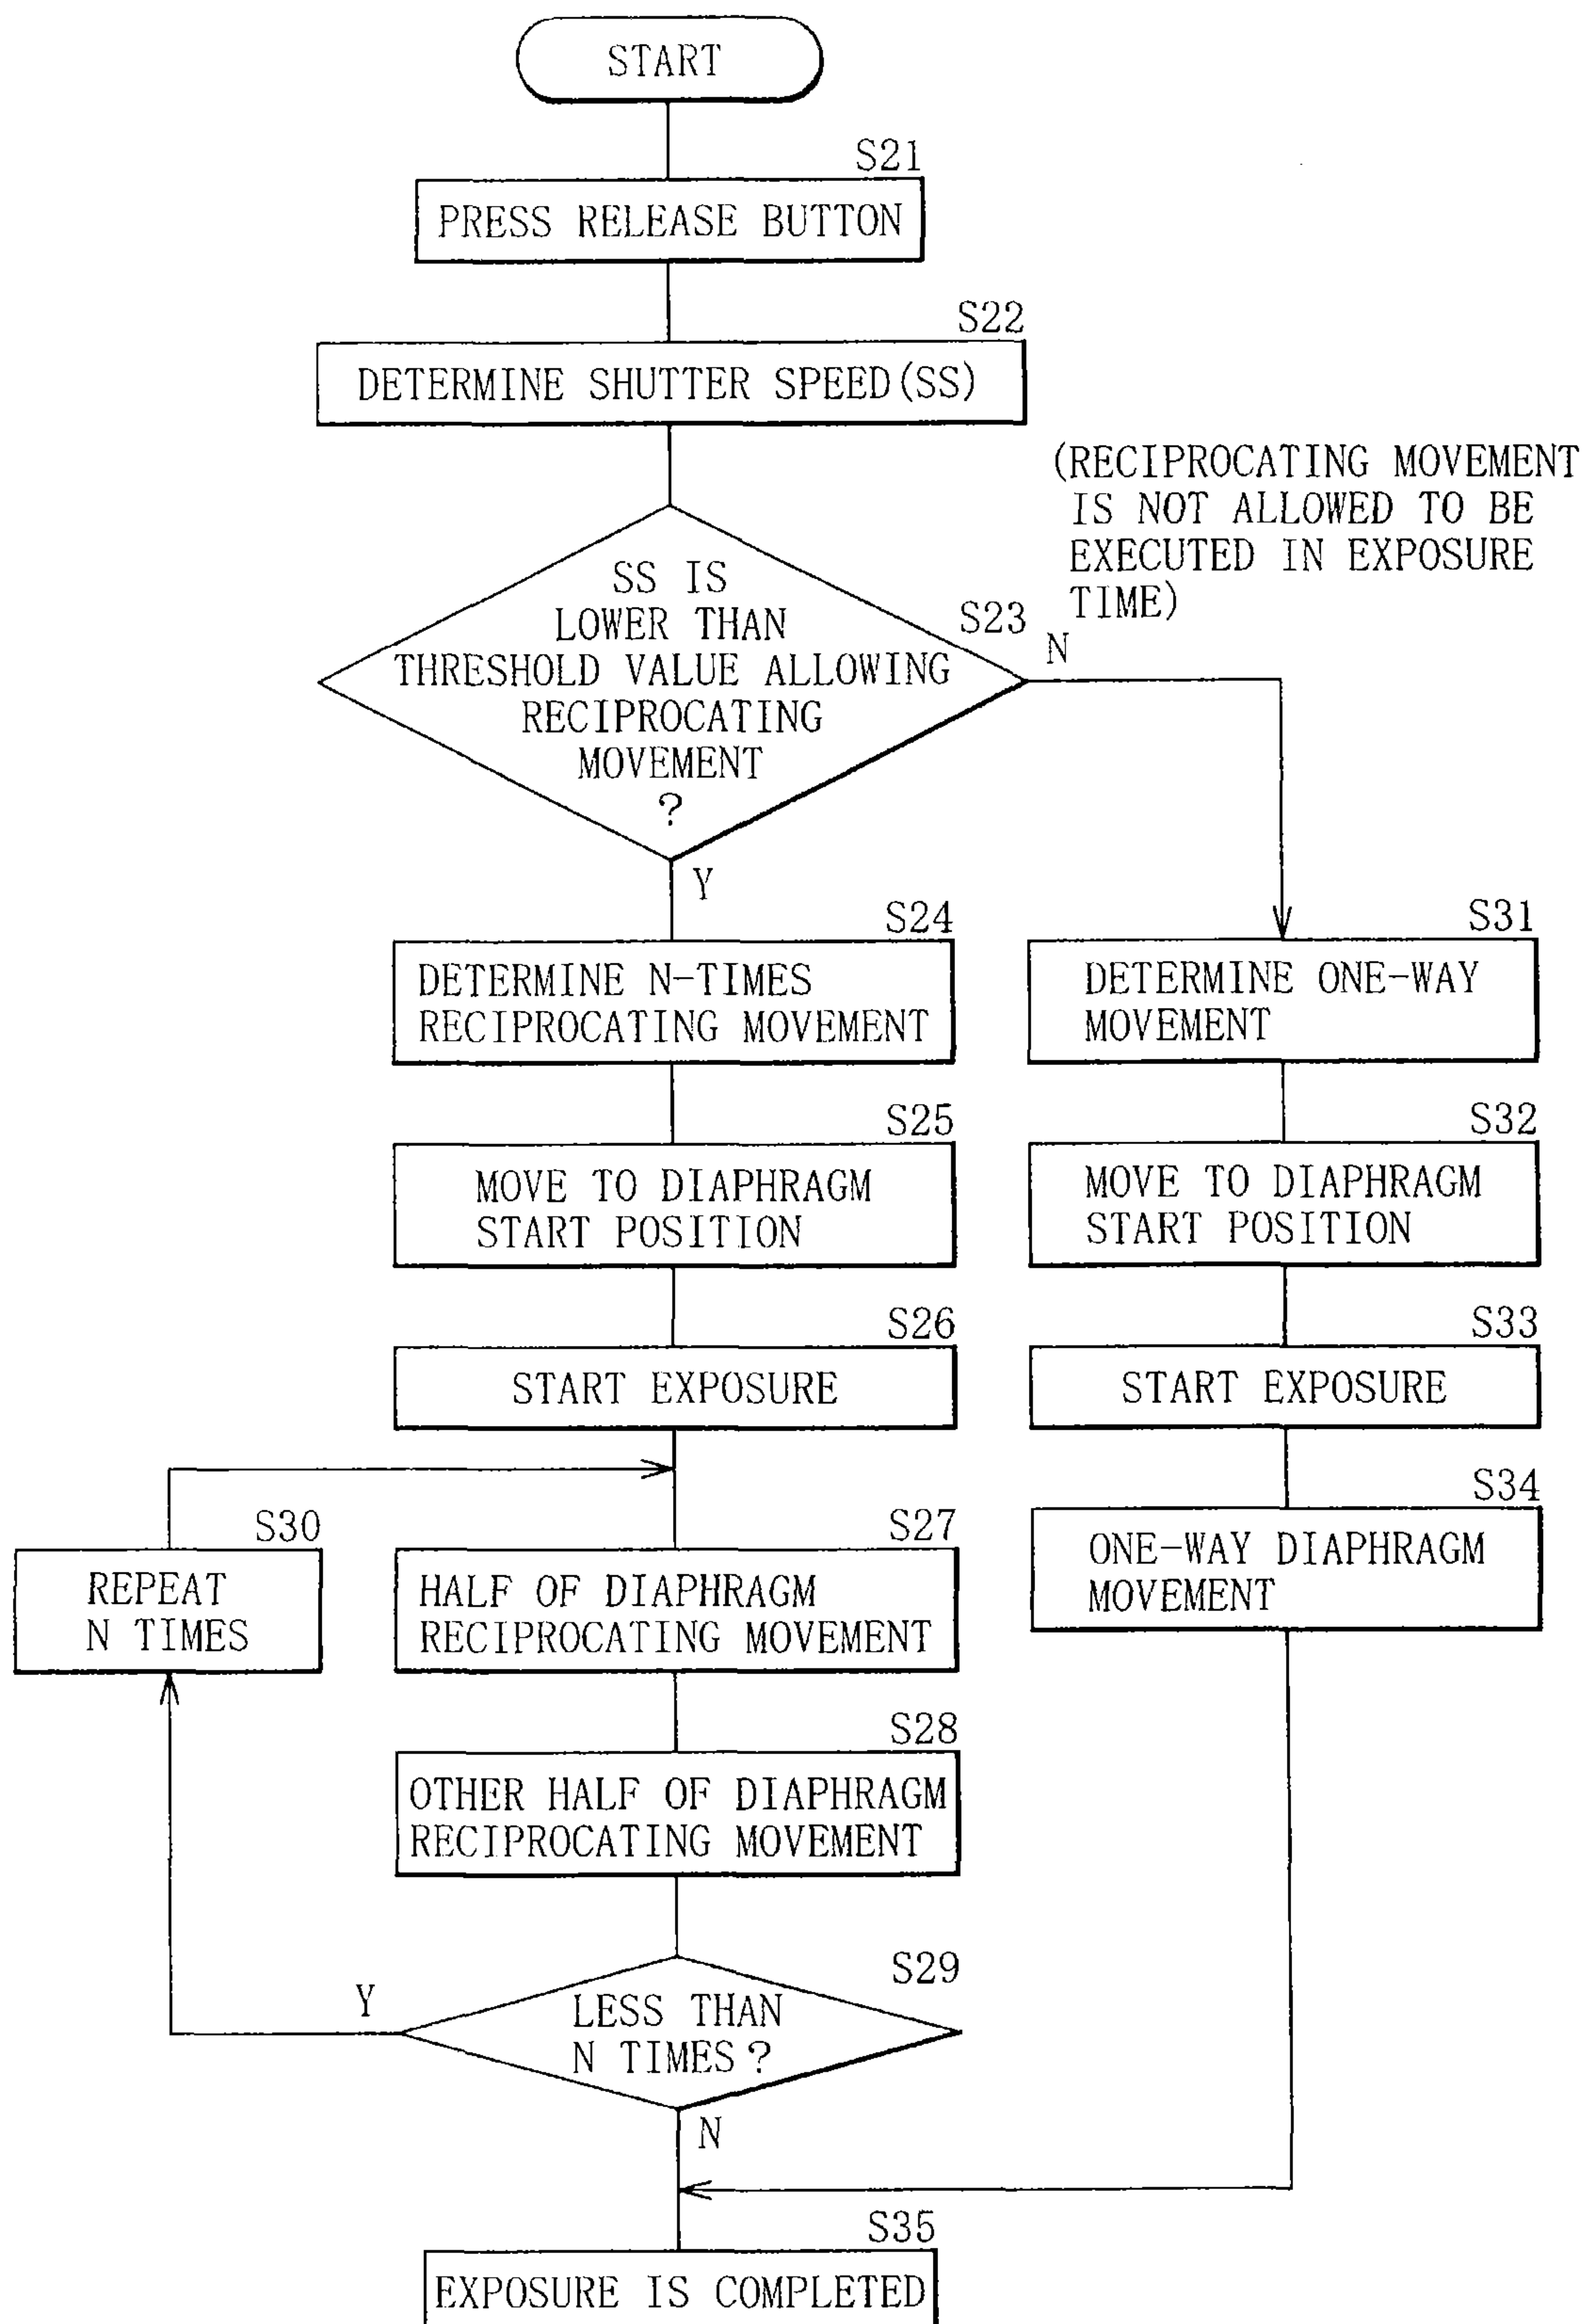 START
S21
PRESS RELEASE BUTTON
S22
DETERMINE SHUTTER SPEED(SS)
(RECIPROCATING MOVEMENT
IS NOT ALLOWED TO BE
EXECUTED IN EXPOSURE
TIME)
SS IS
LOWER THAN
THRESHOLD VALUE ALLOWING
RECIPROCATING
MOVEMENT
?
S23
N
Y
S24
DETERMINE N-TIMES
RECIPROCATING MOVEMENT
S31
DETERMINE ONE-WAY
MOVEMENT
S25
MOVE TO DIAPHRAGM
START POSITION
S32
MOVE TO DIAPHRAGM
START POSITION
S26
START EXPOSURE
S33
START EXPOSURE
S30
REPEAT
N TIMES
S27
HALF OF DIAPHRAGM
RECIPROCATING MOVEMENT
S34
ONE-WAY DIAPHRAGM
MOVEMENT
S28
OTHER HALF OF DIAPHRAGM
RECIPROCATING MOVEMENT
S29
Y
LESS THAN
N TIMES?
N
S35
EXPOSURE IS COMPLETED